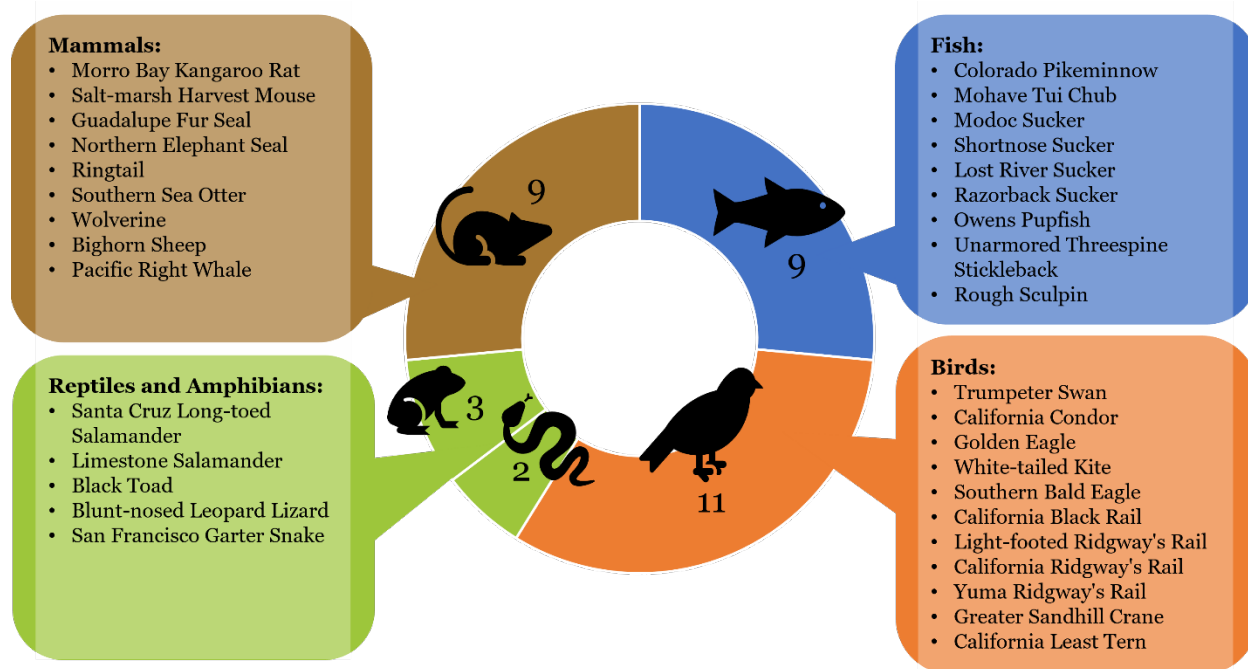 Mammals:
• Morro Bay Kangaroo Rat
• Salt-marsh Harvest Mouse
• Guadalupe Fur Seal
• Northern Elephant Seal
• Ringtail
• Southern Sea Otter
• Wolverine
• Bighorn Sheep
• Pacific Right Whale
Fish:
• Colorado Pikeminnow
• Mohave Tui Chub
• Modoc Sucker
• Shortnose Sucker
• Lost River Sucker
• Razorback Sucker
• Owens Pupfish
• Unarmored Threespine
Stickleback
• Rough Sculpin
9
9
3
2
11
Reptiles and Amphibians:
• Santa Cruz Long-toed
Salamander
• Limestone Salamander
• Black Toad
• Blunt-nosed Leopard Lizard
• San Francisco Garter Snake
Birds:
• Trumpeter Swan
• California Condor
• Golden Eagle
• White-tailed Kite
• Southern Bald Eagle
• California Black Rail
• Light-footed Ridgway's Rail
• California Ridgway's Rail
• Yuma Ridgway's Rail
• Greater Sandhill Crane
• California Least Tern